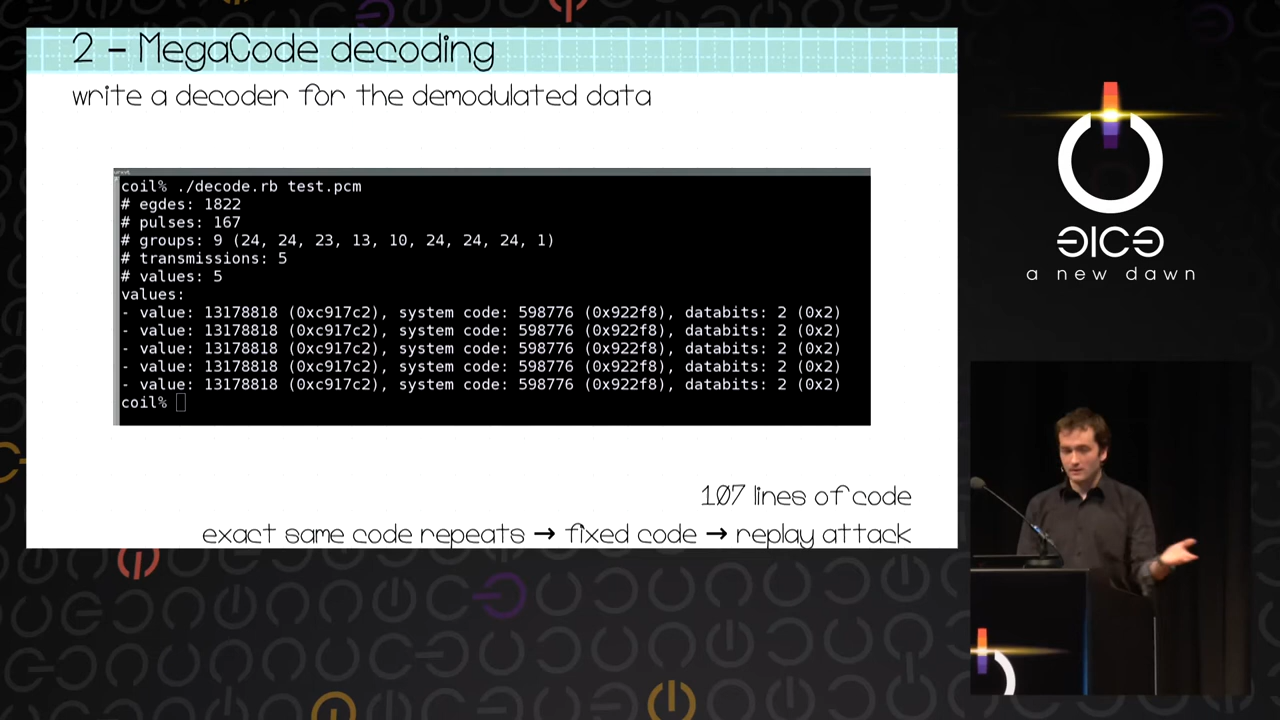 2 - MegaCode decoding
write a decoder for the demodulated data
coil% ./decode.rb test.pcm
# egdes: 1822
# pulses: 167
# groups: 9 (24, 24, 23, 13, 10, 24, 24, 24, 1)
# transmissions: 5
# values: 5
values:
- value: 13178818 (0xc917c2), system code: 598776 (0x922f8), databits: 2 (0x2)
- value: 13178818 (0xc917c2), system code: 598776 (0x922f8), databits: 2 (0x2)
- value: 13178818 (0xc917c2), system code: 598776 (0x922f8), databits: 2 (0x2)
- value: 13178818 (0xc917c2), system code: 598776 (0x922f8), databits: 2 (0x2)
- value: 13178818 (0xc917c2), system code: 598776 (0x922f8), databits: 2 (0x2)
coil%
107 lines of code
exact same code repeats → fixed code → replay attack
a new dawn